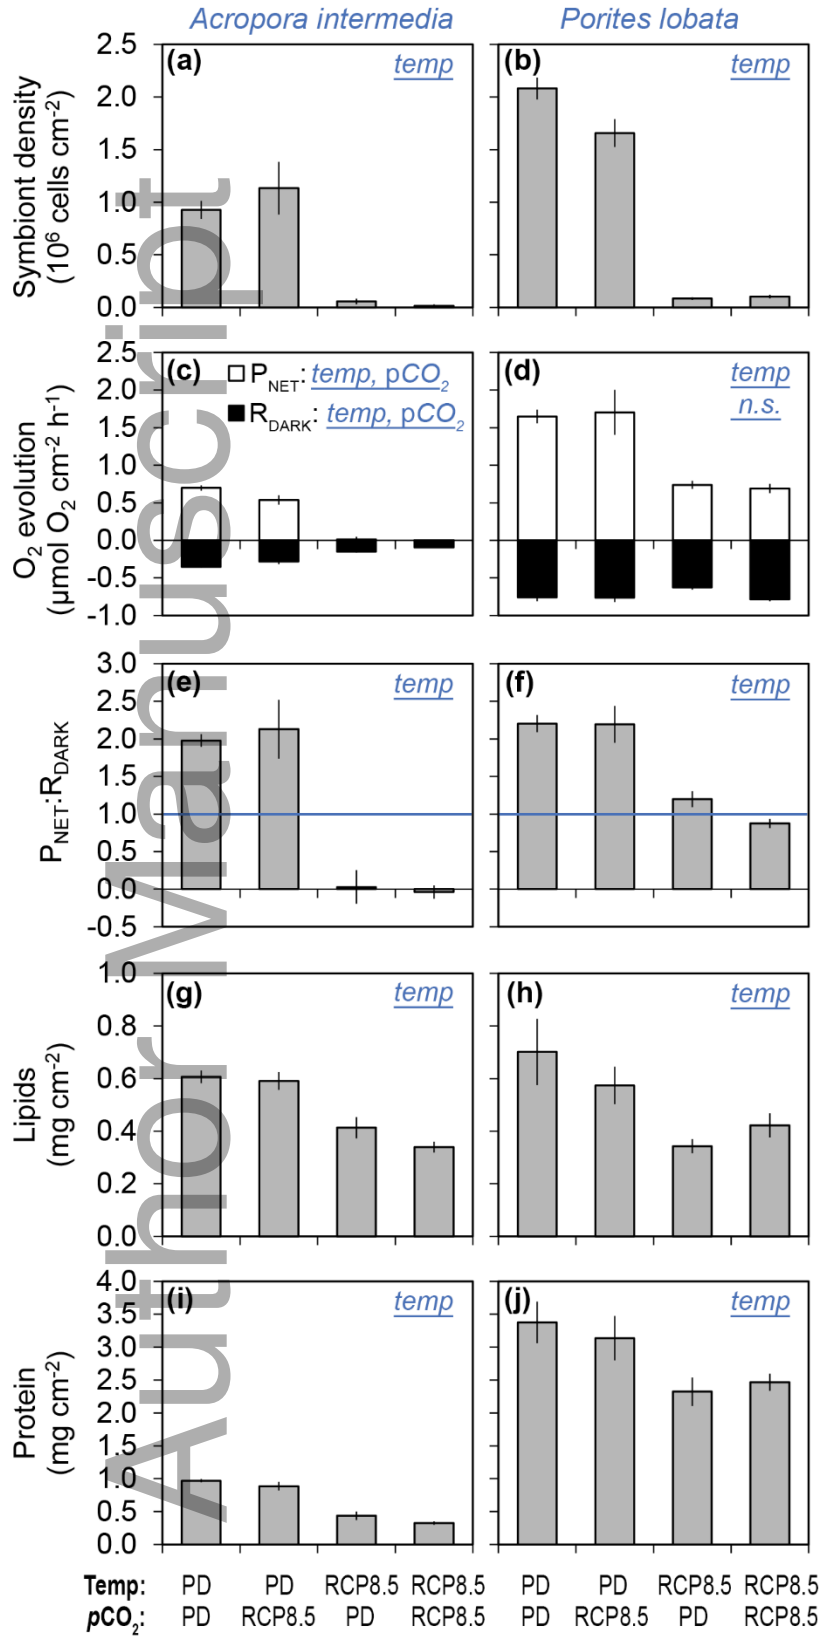 Acropora intermedia
Porites lobata
(a)
temp
(b)
temp
Symbiont density
(10⁶ cells cm⁻²)
2.5
2.0
1.5
1.0
0.5
0.0
(c)
P_NET: temp, pCO₂
R_DARK: temp, pCO₂
(d)
temp
n.s.
O₂ evolution
(µmol O₂ cm⁻² h⁻¹)
2.5
2.0
1.5
1.0
0.5
0.0
-0.5
-1.0
(e)
temp
(f)
temp
P_NET:R_DARK
3.0
2.5
2.0
1.5
1.0
0.5
0.0
-0.5
(g)
temp
(h)
temp
Lipids
(mg cm⁻²)
1.0
0.8
0.6
0.4
0.2
0.0
(i)
temp
(j)
temp
Protein
(mg cm⁻²)
4.0
3.5
3.0
2.5
2.0
1.5
1.0
0.5
0.0
Temp: PD PD RCP8.5 RCP8.5 PD PD RCP8.5 RCP8.5
pCO₂: PD RCP8.5 PD RCP8.5 PD RCP8.5 PD RCP8.5
Author Manuscript